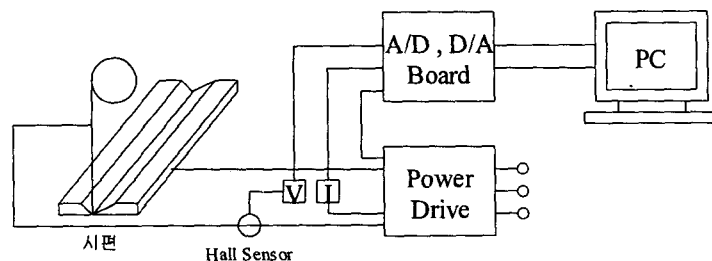 A/D , D/A
Board
PC
V
I
Power
Drive
시편
Hall Sensor